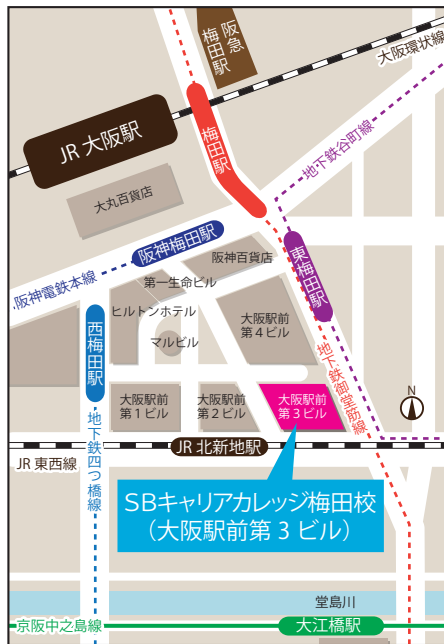 阪急
梅田駅
大阪環状線
JR 大阪駅
梅田駅
地下鉄谷町線
大丸百貨店
阪神梅田駅
阪神百貨店
東梅田駅
阪神電鉄本線
第一生命ビル
西梅田駅
ヒルトンホテル
マルビル
大阪駅前
第４ビル
地下鉄御堂筋線
大阪駅前
第１ビル
大阪駅前
第２ビル
大阪駅前
第３ビル
N
地下鉄四つ橋線
JR 北新地駅
JR 東西線
SBキャリアカレッジ梅田校
（大阪駅前第 3 ビル）
堂島川
京阪中之島線
大江橋駅